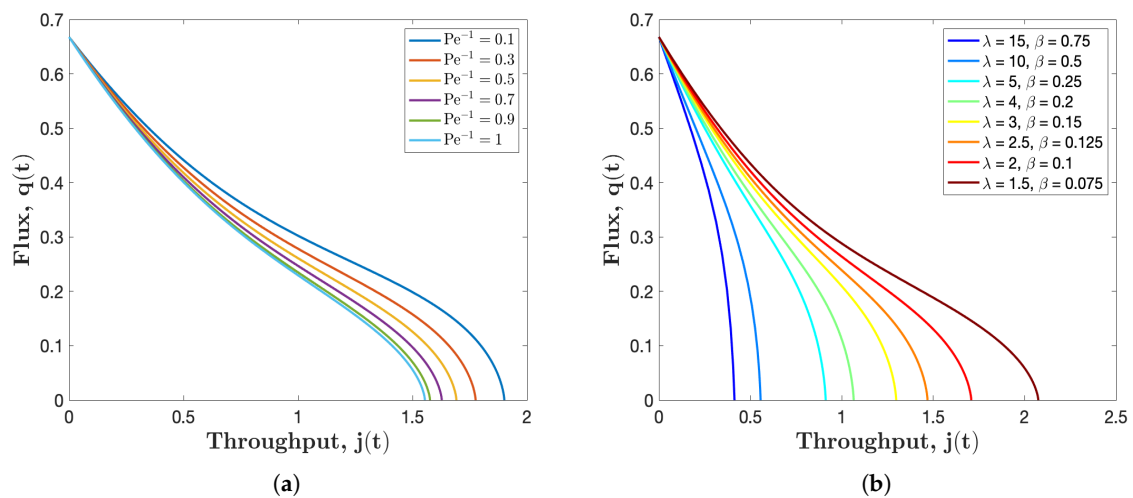 0.7
0.6
0.5
0.4
0.3
0.2
0.1
0
0
0.5
1
1.5
2
Flux, q(t)
Throughput, j(t)
Pe⁻¹ = 0.1
Pe⁻¹ = 0.3
Pe⁻¹ = 0.5
Pe⁻¹ = 0.7
Pe⁻¹ = 0.9
Pe⁻¹ = 1
(a)
0.7
0.6
0.5
0.4
0.3
0.2
0.1
0
0
0.5
1
1.5
2
2.5
Flux, q(t)
Throughput, j(t)
λ = 15, β = 0.75
λ = 10, β = 0.5
λ = 5, β = 0.25
λ = 4, β = 0.2
λ = 3, β = 0.15
λ = 2.5, β = 0.125
λ = 2, β = 0.1
λ = 1.5, β = 0.075
(b)